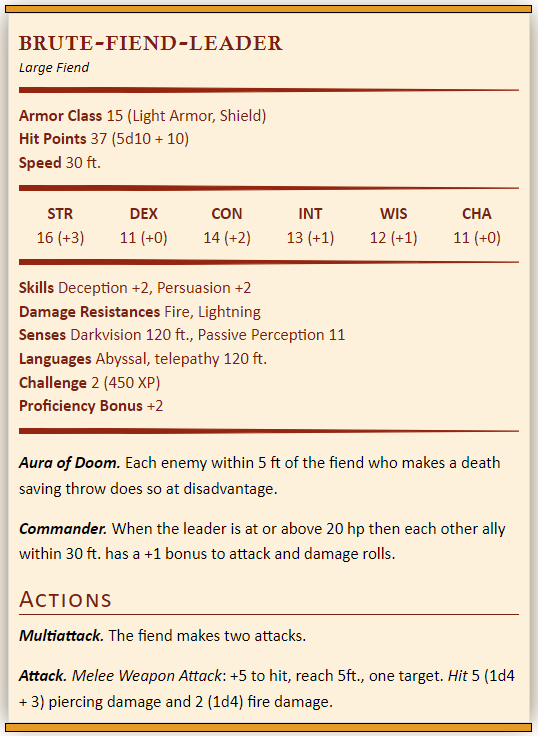 BRUTE-FIEND-LEADER
Large Fiend
Armor Class 15 (Light Armor, Shield)
Hit Points 37 (5d10 + 10)
Speed 30 ft.
STR DEX CON INT WIS CHA
16 (+3) 11 (+0) 14 (+2) 13 (+1) 12 (+1) 11 (+0)
Skills Deception +2, Persuasion +2
Damage Resistances Fire, Lightning
Senses Darkvision 120 ft., Passive Perception 11
Languages Abyssal, telepathy 120 ft.
Challenge 2 (450 XP)
Proficiency Bonus +2
Aura of Doom. Each enemy within 5 ft of the fiend who makes a death
saving throw does so at disadvantage.
Commander. When the leader is at or above 20 hp then each other ally
within 30 ft. has a +1 bonus to attack and damage rolls.
ACTIONS
Multiattack. The fiend makes two attacks.
Attack. Melee Weapon Attack: +5 to hit, reach 5ft., one target. Hit 5 (1d4
+ 3) piercing damage and 2 (1d4) fire damage.